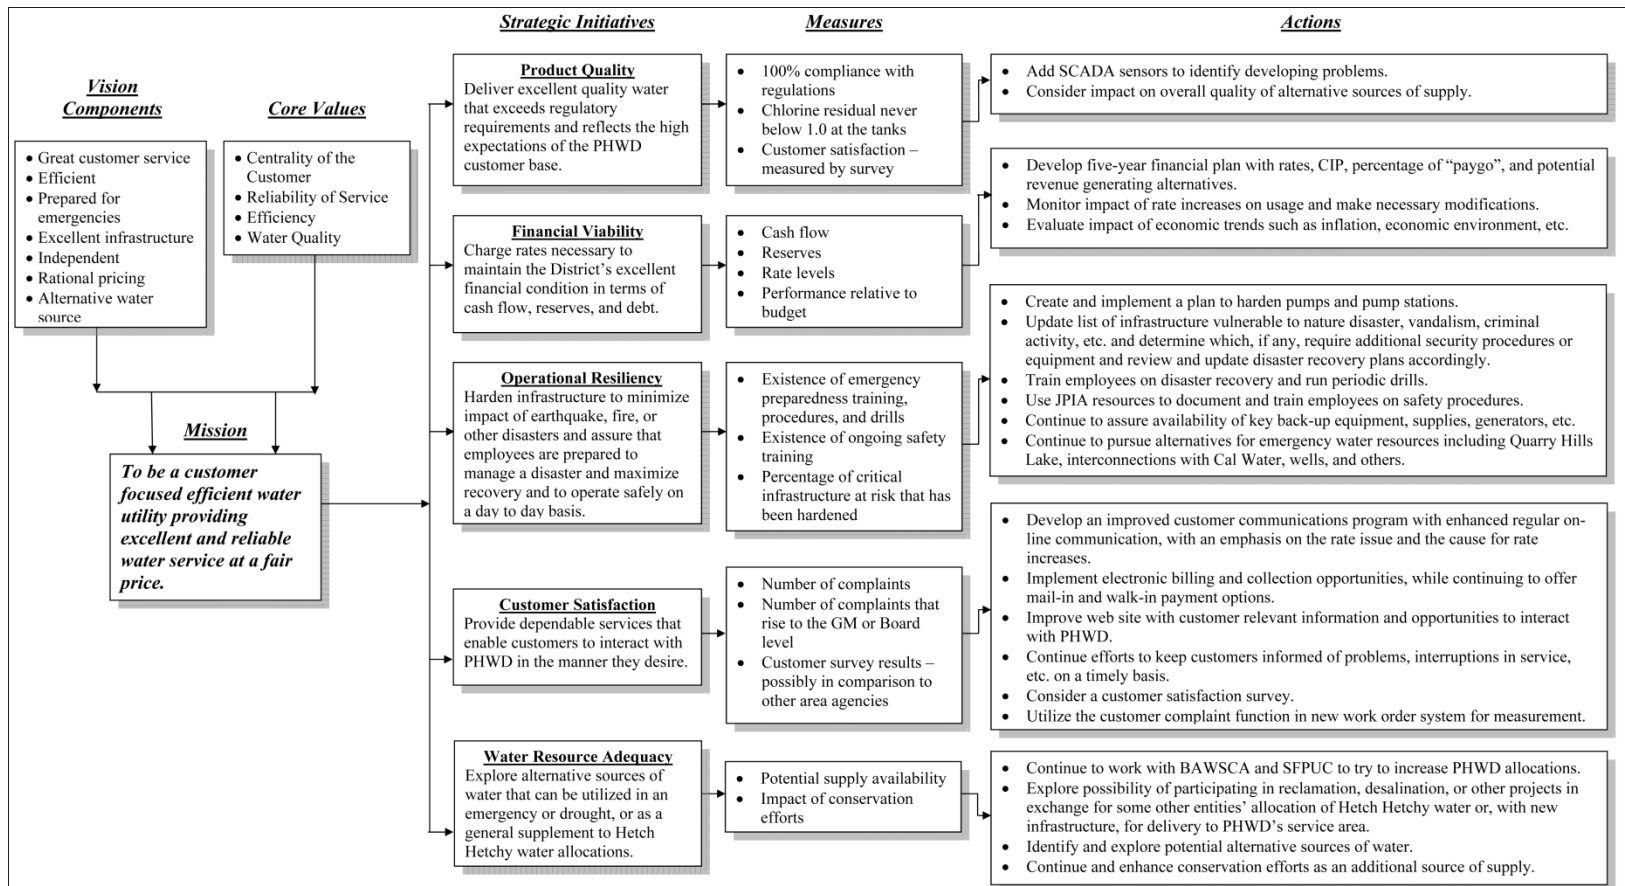 Strategic Initiatives
Measures
Actions
Vision
Components
Core Values
• Great customer service
• Efficient
• Prepared for
emergencies
• Excellent infrastructure
• Independent
• Rational pricing
• Alternative water
source
• Centrality of the
Customer
• Reliability of Service
• Efficiency
• Water Quality
Mission
To be a customer
focused efficient water
utility providing
excellent and reliable
water service at a fair
price.
Product Quality
Deliver excellent quality water
that exceeds regulatory
requirements and reflects the high
expectations of the PHWD
customer base.
• 100% compliance with
regulations
• Chlorine residual never
below 1.0 at the tanks
• Customer satisfaction –
measured by survey
• Add SCADA sensors to identify developing problems.
• Consider impact on overall quality of alternative sources of supply.
Financial Viability
Charge rates necessary to
maintain the District’s excellent
financial condition in terms of
cash flow, reserves, and debt.
• Cash flow
• Reserves
• Rate levels
• Performance relative to
budget
• Develop five-year financial plan with rates, CIP, percentage of “paygo”, and potential
revenue generating alternatives.
• Monitor impact of rate increases on usage and make necessary modifications.
• Evaluate impact of economic trends such as inflation, economic environment, etc.
Operational Resiliency
Harden infrastructure to minimize
impact of earthquake, fire, or
other disasters and assure that
employees are prepared to
manage a disaster and maximize
recovery and to operate safely on
a day to day basis.
• Existence of emergency
preparedness training,
procedures, and drills
• Existence of ongoing safety
training
• Percentage of critical
infrastructure at risk that has
been hardened
• Create and implement a plan to harden pumps and pump stations.
• Update list of infrastructure vulnerable to nature disaster, vandalism, criminal
activity, etc. and determine which, if any, require additional security procedures or
equipment and review and update disaster recovery plans accordingly.
• Train employees on disaster recovery and run periodic drills.
• Use JPIA resources to document and train employees on safety procedures.
• Continue to assure availability of key back-up equipment, supplies, generators, etc.
• Continue to pursue alternatives for emergency water resources including Quarry Hills
Lake, interconnections with Cal Water, wells, and others.
Customer Satisfaction
Provide dependable services that
enable customers to interact with
PHWD in the manner they desire.
• Number of complaints
• Number of complaints that
rise to the GM or Board
level
• Customer survey results –
possibly in comparison to
other area agencies
• Develop an improved customer communications program with enhanced regular on-
line communication, with an emphasis on the rate issue and the cause for rate
increases.
• Implement electronic billing and collection opportunities, while continuing to offer
mail-in and walk-in payment options.
• Improve web site with customer relevant information and opportunities to interact
with PHWD.
• Continue efforts to keep customers informed of problems, interruptions in service,
etc. on a timely basis.
• Consider a customer satisfaction survey.
• Utilize the customer complaint function in new work order system for measurement.
Water Resource Adequacy
Explore alternative sources of
water that can be utilized in an
emergency or drought, or as a
general supplement to Hetch
Hetchy water allocations.
• Potential supply availability
• Impact of conservation
efforts
• Continue to work with BAWSCA and SFPUC to try to increase PHWD allocations.
• Explore possibility of participating in reclamation, desalination, or other projects in
exchange for some other entities’ allocation of Hetch Hetchy water or, with new
infrastructure, for delivery to PHWD’s service area.
• Identify and explore potential alternative sources of water.
• Continue and enhance conservation efforts as an additional source of supply.